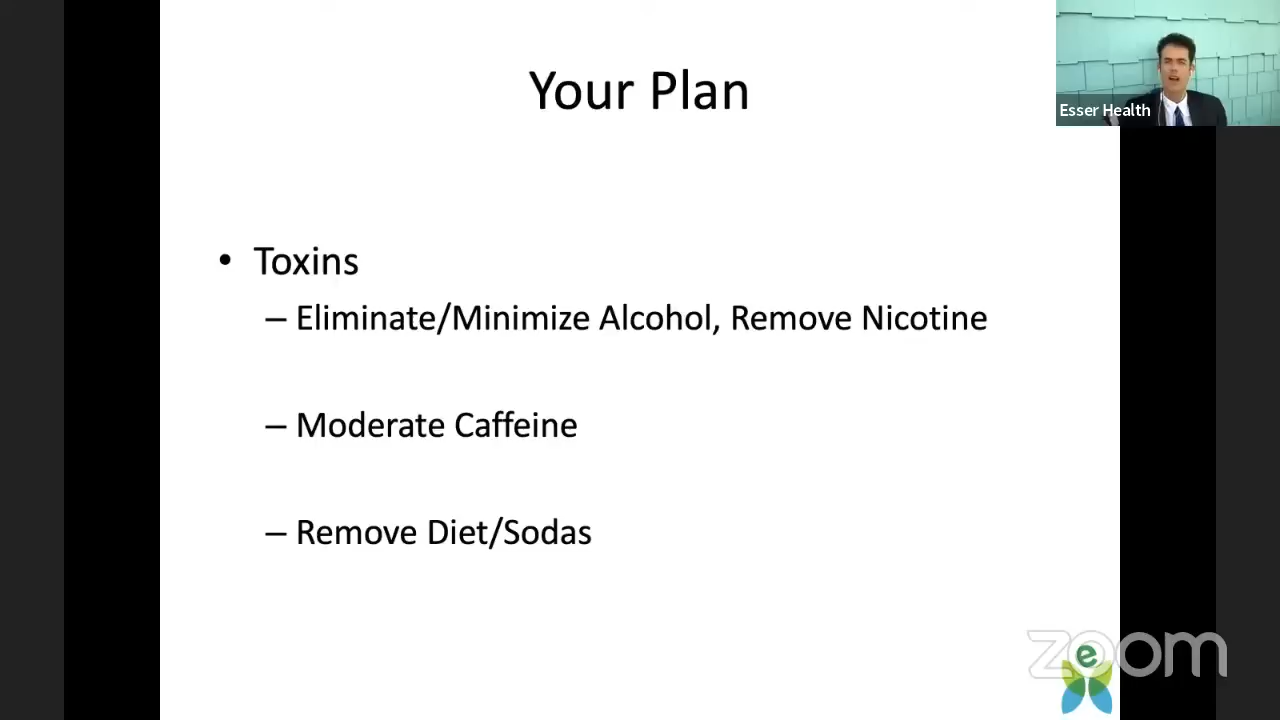 Your Plan
Esser Health
• Toxins
– Eliminate/Minimize Alcohol, Remove Nicotine
– Moderate Caffeine
– Remove Diet/Sodas
zoom
e